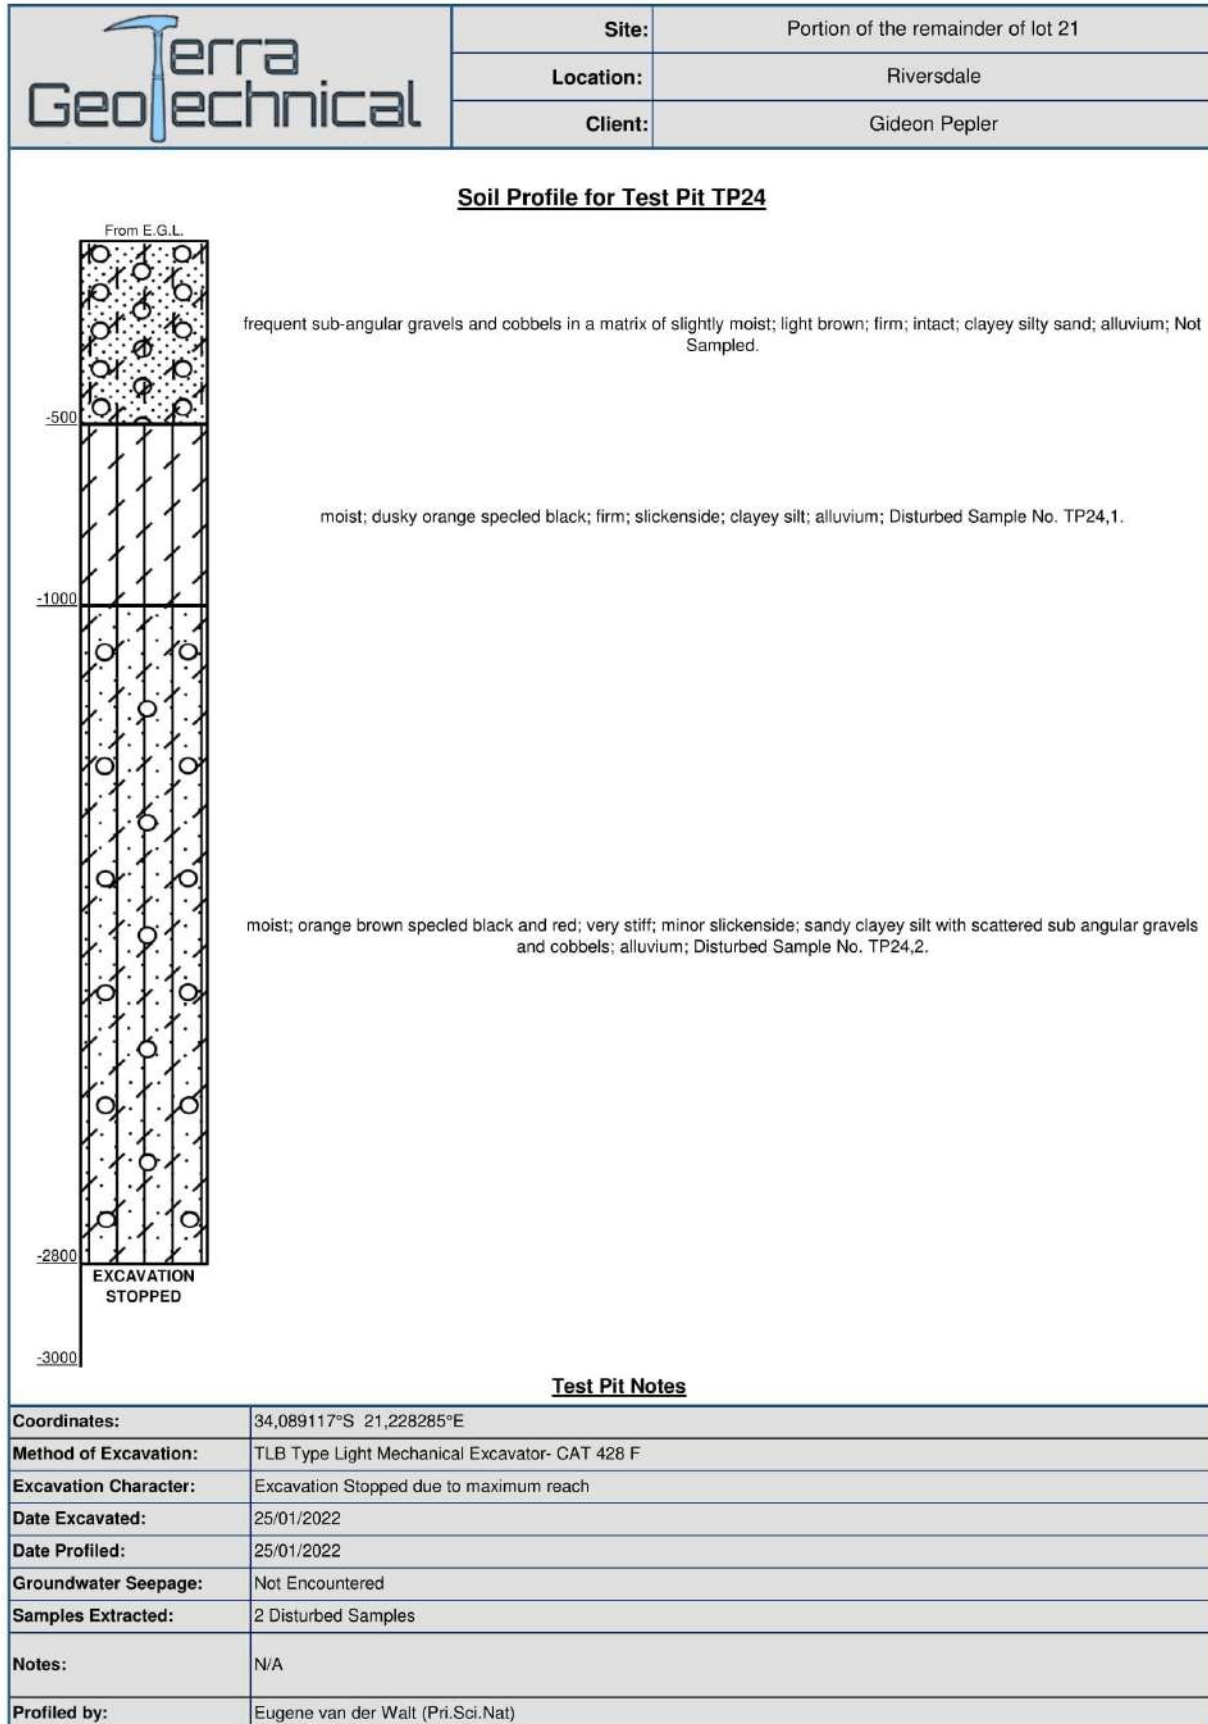 Terra
GeoTechnical
Site: Portion of the remainder of lot 21
Location: Riversdale
Client: Gideon Pepler
Soil Profile for Test Pit TP24
From E.G.L.
frequent sub-angular gravels and cobbels in a matrix of slightly moist; light brown; firm; intact; clayey silty sand; alluvium; Not
Sampled.
-500
moist; dusky orange specled black; firm; slickenside; clayey silt; alluvium; Disturbed Sample No. TP24,1.
-1000
moist; orange brown specled black and red; very stiff; minor slickenside; sandy clayey silt with scattered sub angular gravels
and cobbels; alluvium; Disturbed Sample No. TP24,2.
-2800
EXCAVATION
STOPPED
-3000
Test Pit Notes
Coordinates: 34,089117°S 21,228285°E
Method of Excavation: TLB Type Light Mechanical Excavator- CAT 428 F
Excavation Character: Excavation Stopped due to maximum reach
Date Excavated: 25/01/2022
Date Profiled: 25/01/2022
Groundwater Seepage: Not Encountered
Samples Extracted: 2 Disturbed Samples
Notes: N/A
Profiled by: Eugene van der Walt (Pri.Sci.Nat)